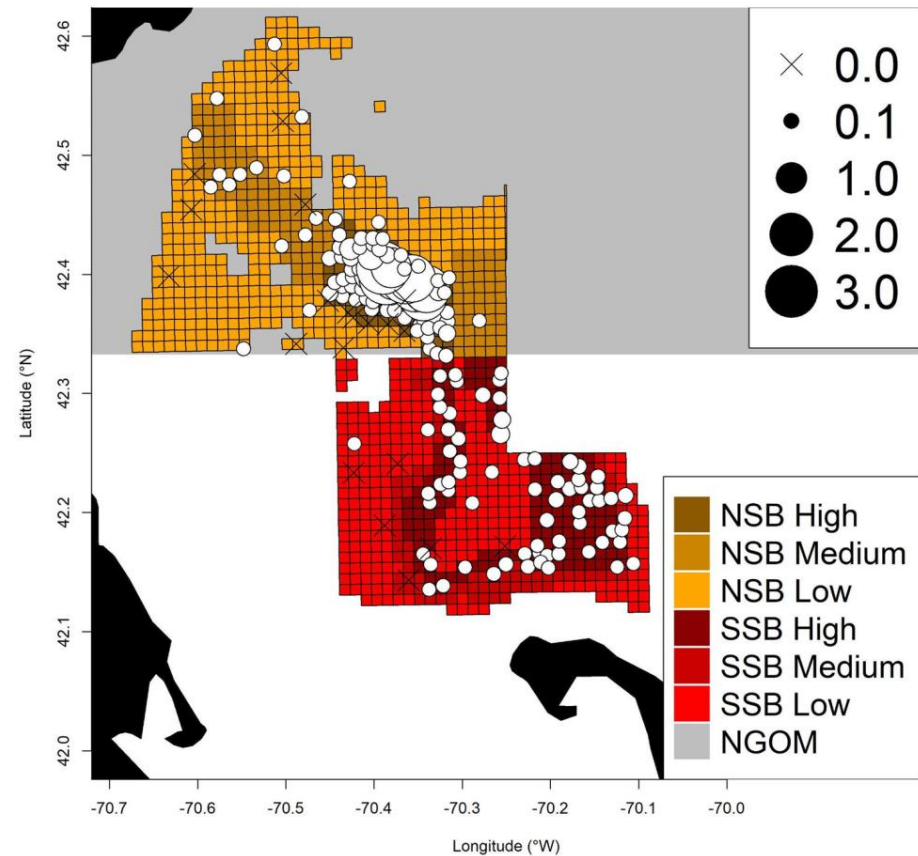 42.6
42.5
42.4
42.3
42.2
42.1
42.0
Latitude (°N)
-70.7
-70.6
-70.5
-70.4
-70.3
-70.2
-70.1
-70.0
Longitude (°W)
0.0
0.1
1.0
2.0
3.0
NSB High
NSB Medium
NSB Low
SSB High
SSB Medium
SSB Low
NGOM